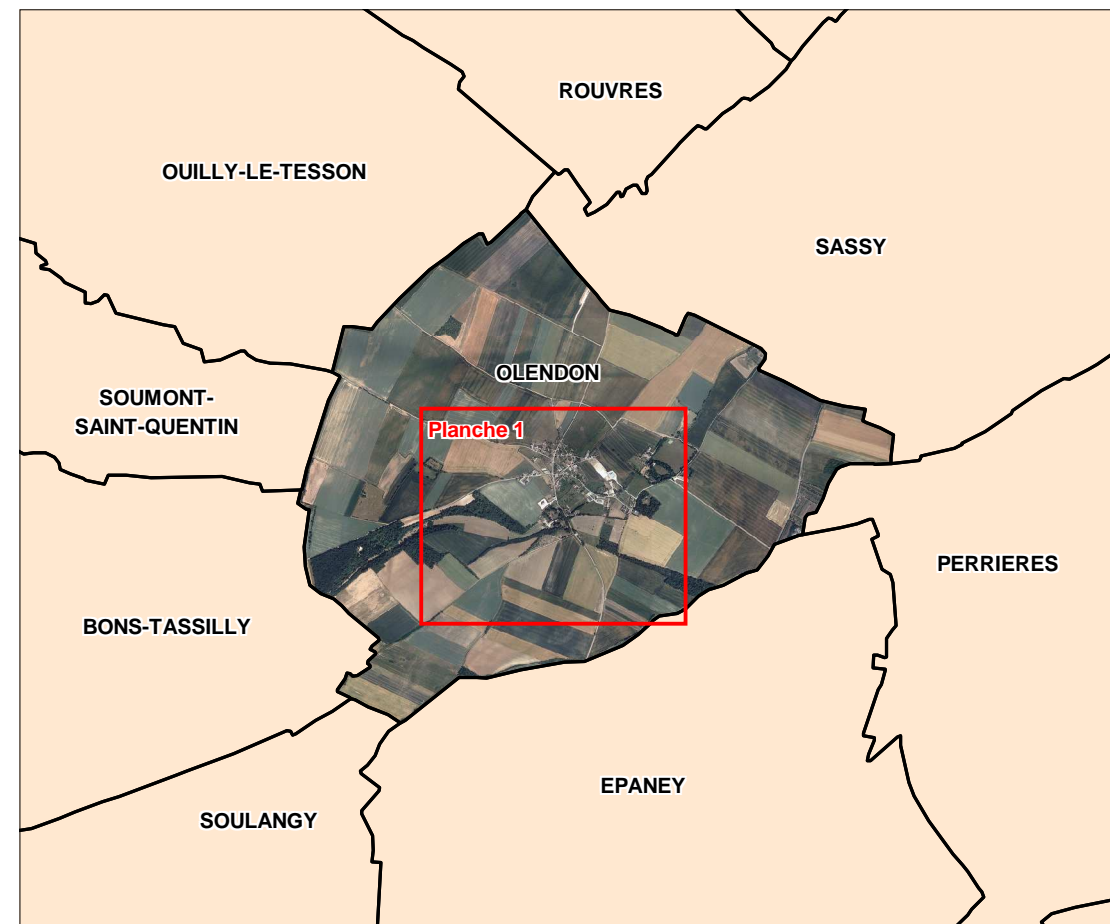 ROUVRES
OUILLY-LE-TESSON
SASSY
OLENDON
SOUMONT-
SAINT-QUENTIN
Planche 1
PERRIERES
BONS-TASSILLY
EPANEY
SOULANGY